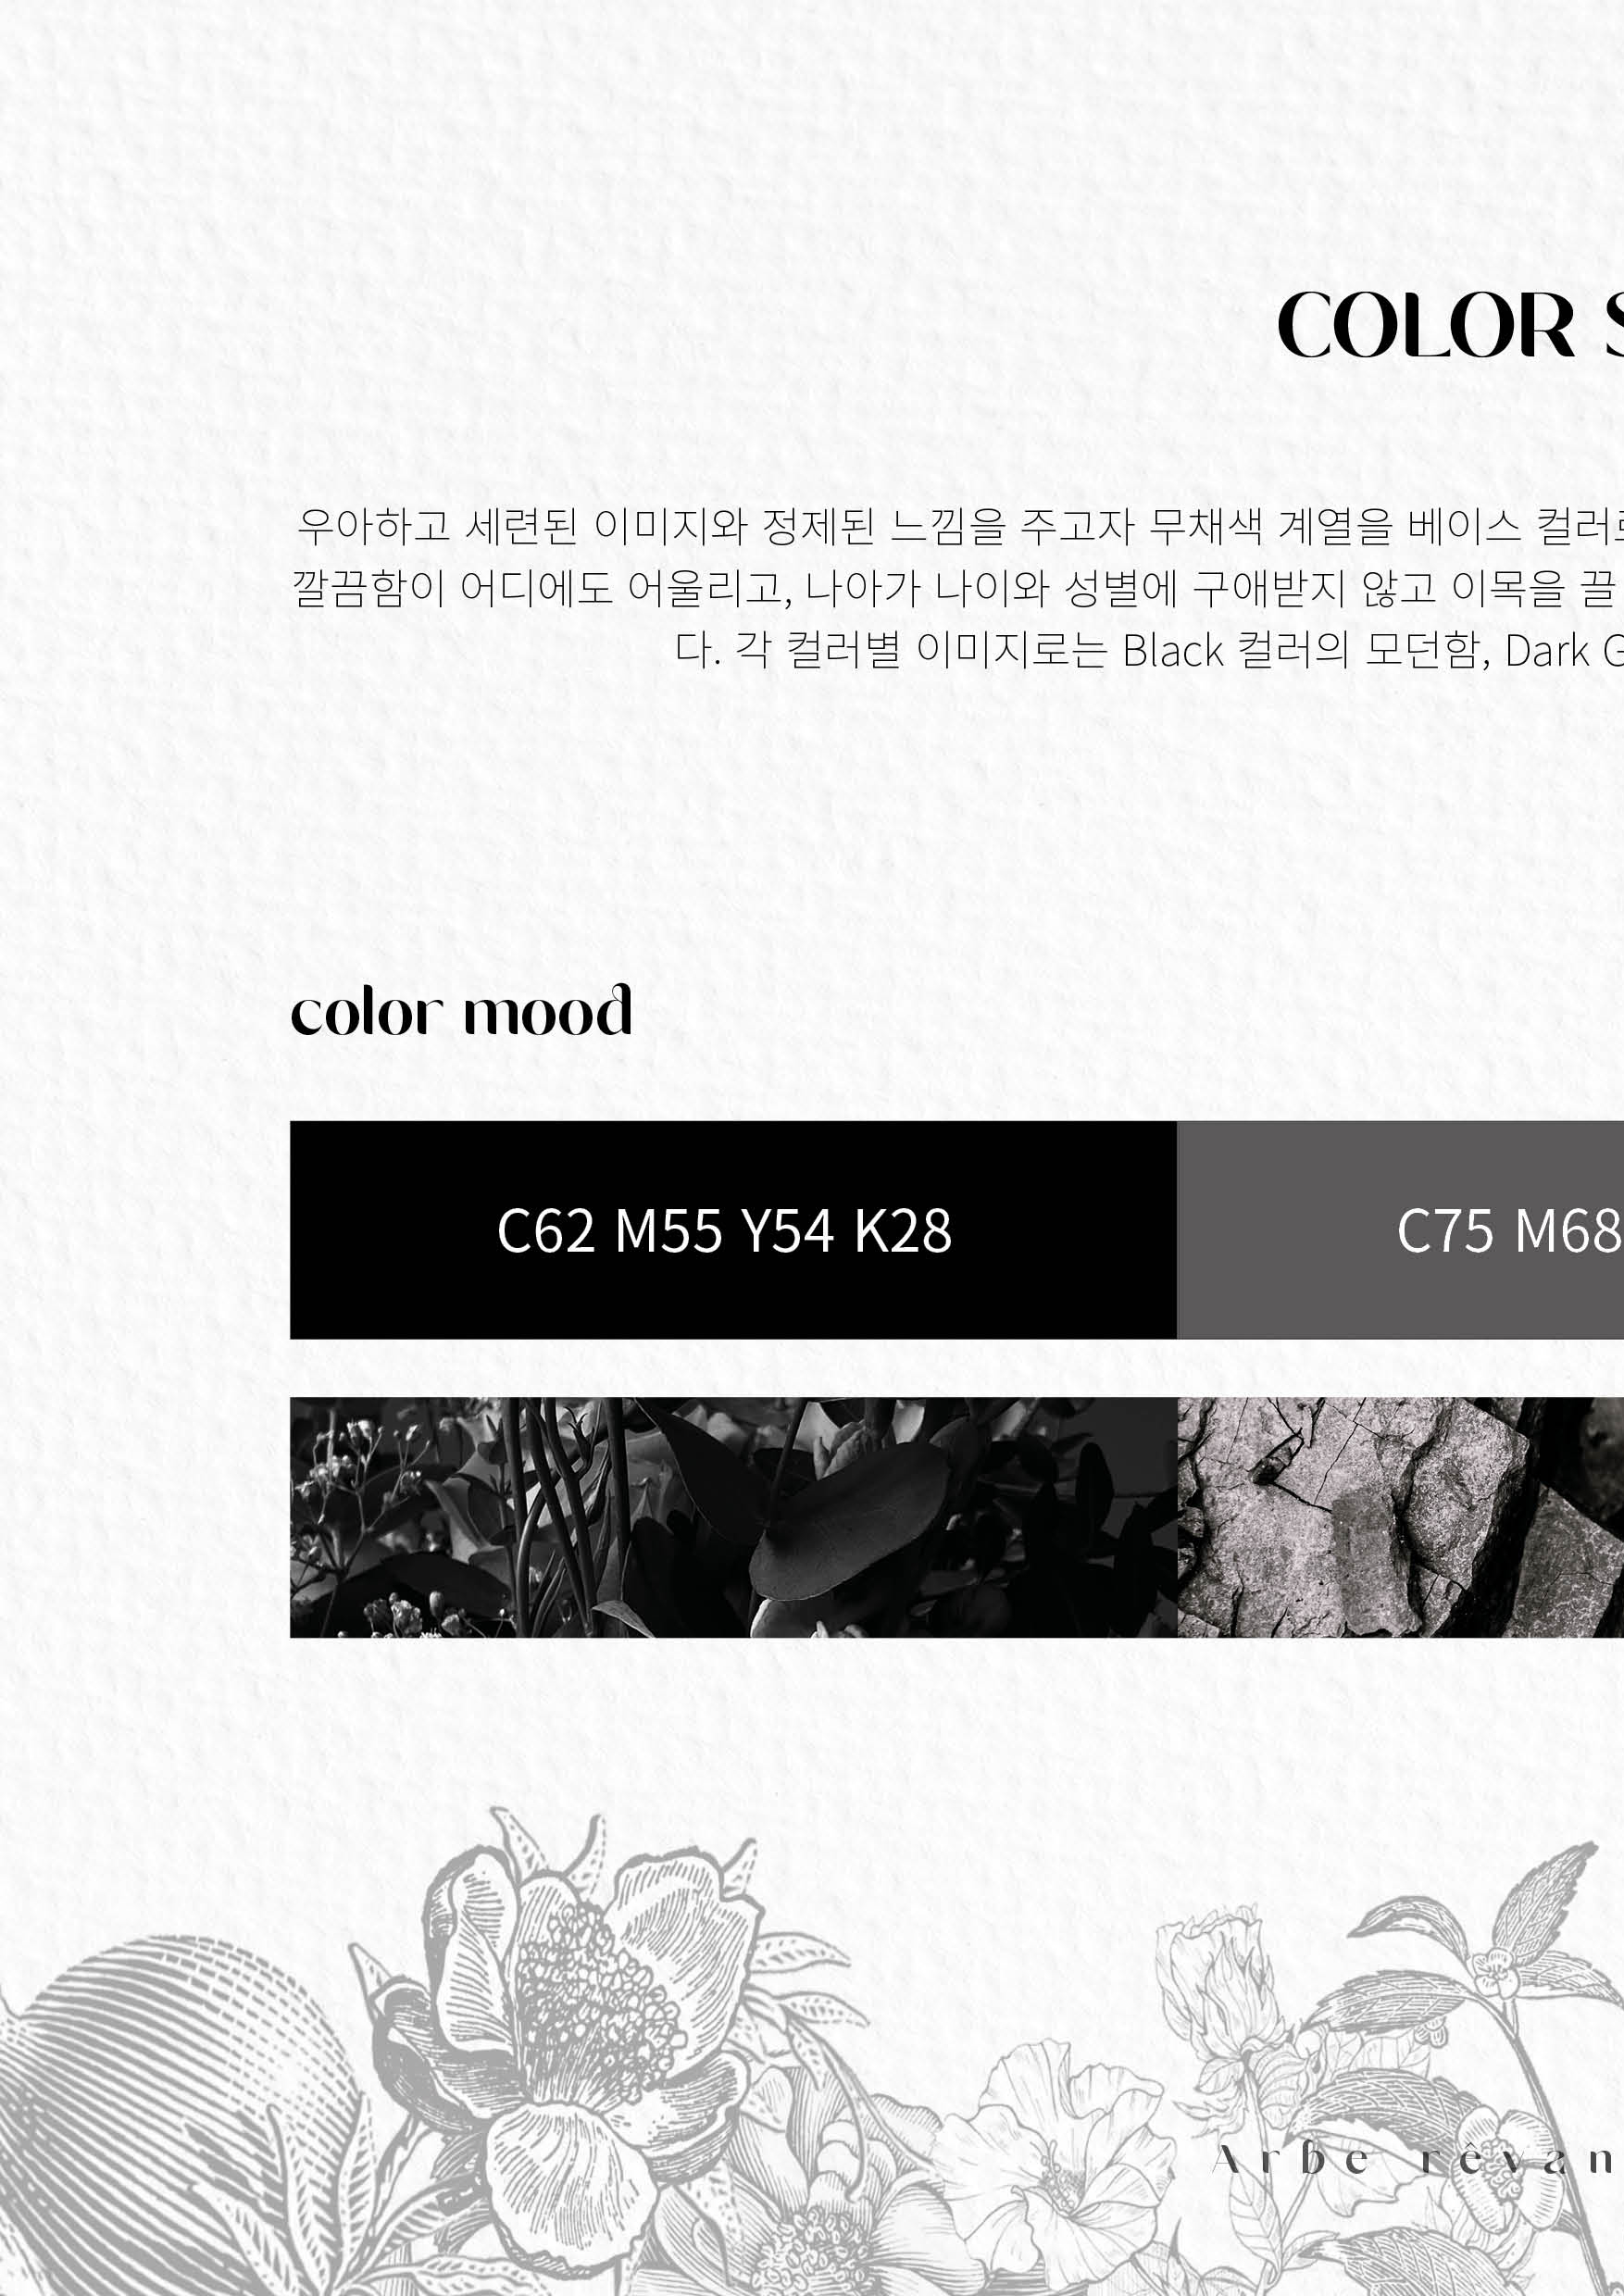 COLOR S
우아하고 세련된 이미지와 정제된 느낌을 주고자 무채색 계열을 베이스 컬러로
깔끔함이 어디에도 어울리고, 나아가 나이와 성별에 구애받지 않고 이목을 끌
다. 각 컬러별 이미지로는 Black 컬러의 모던함, Dark G
color mood
C62 M55 Y54 K28
C75 M68
Arbe rêvan